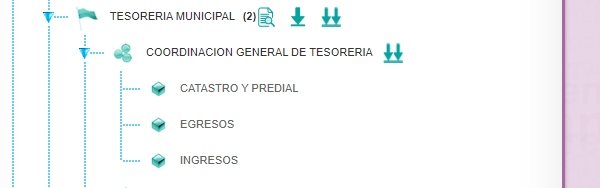 TESORERIA MUNICIPAL (2)
COORDINACION GENERAL DE TESORERIA
CATASTRO Y PREDIAL
EGRESOS
INGRESOS